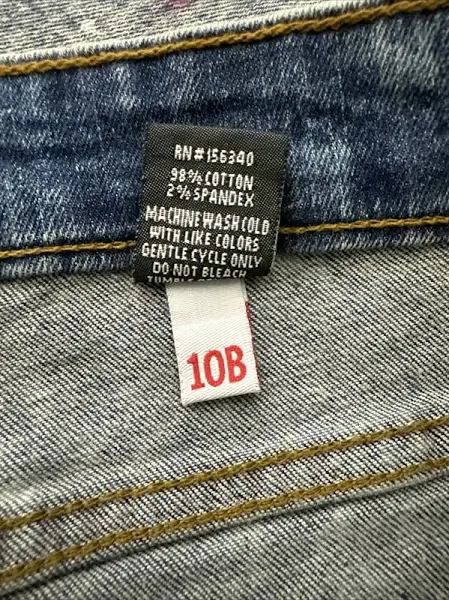 RN#156340
98% COTTON
2% SPANDEX
MACHINE WASH COLD
WITH LIKE COLORS
GENTLE CYCLE ONLY
DO NOT BLEACH
TUMBLE
10B